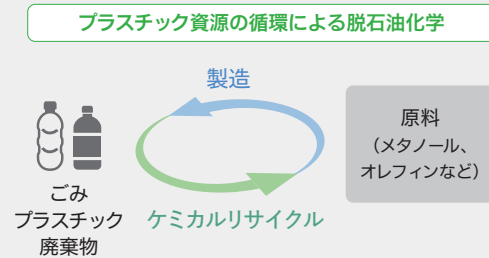 プラスチック資源の循環による脱石油化学
製造
原料
（メタノール、
オレフィンなど）
ごみ
プラスチック
廃棄物
ケミカルリサイクル